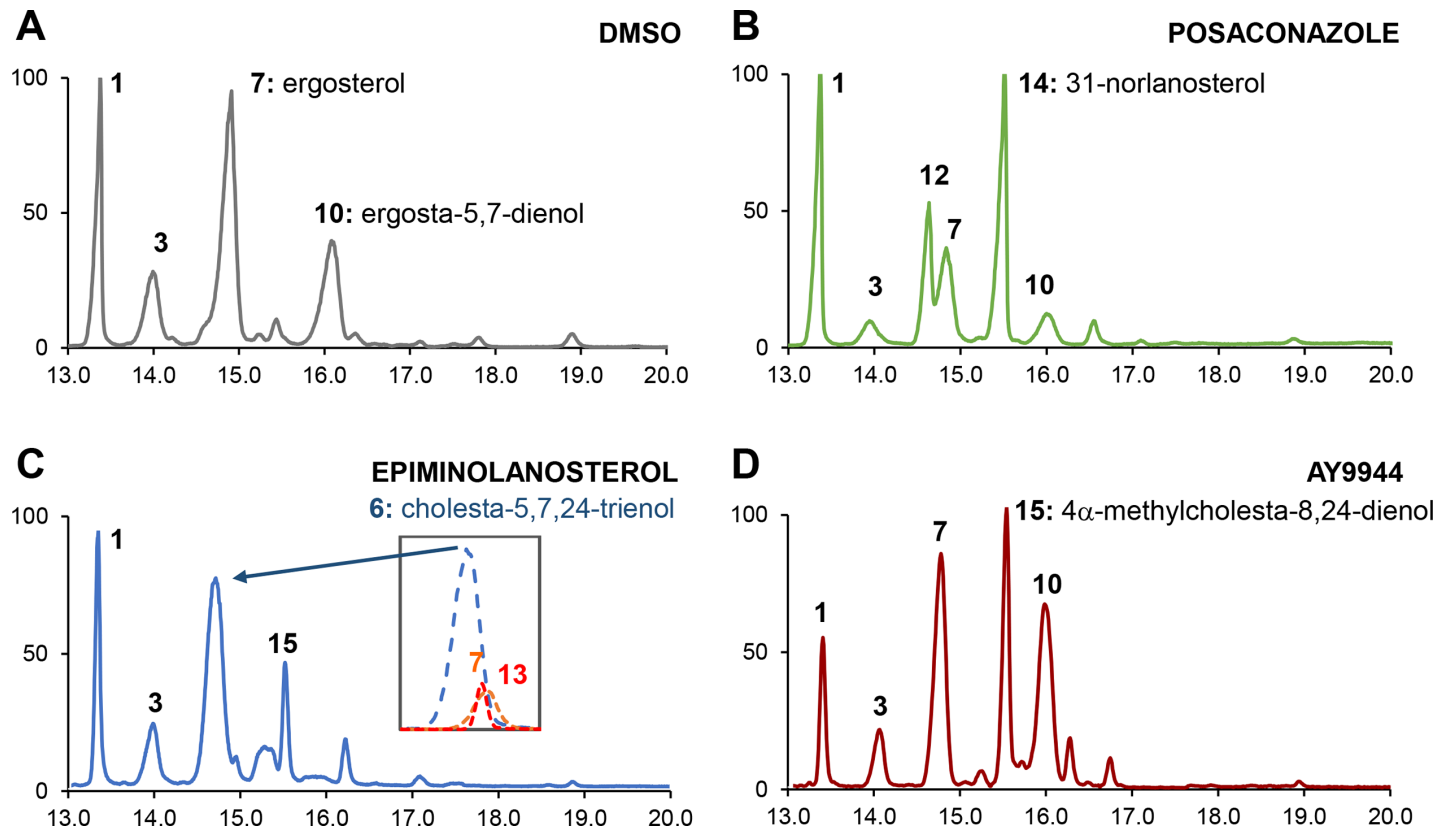 A
DMSO
100
1
7: ergosterol
10: ergosta-5,7-dienol
3
50
0
13.0 14.0 15.0 16.0 17.0 18.0 19.0 20.0
B
POSACONAZOLE
100
1
14: 31-norlanosterol
12
7
3
10
50
0
13.0 14.0 15.0 16.0 17.0 18.0 19.0 20.0
C
EPIMINOLANOSTEROL
6: cholesta-5,7,24-trienol
100
1
15
3
7
13
50
0
13.0 14.0 15.0 16.0 17.0 18.0 19.0 20.0
D
AY9944
15: 4α-methylcholesta-8,24-dienol
100
7
10
1
3
50
0
13.0 14.0 15.0 16.0 17.0 18.0 19.0 20.0